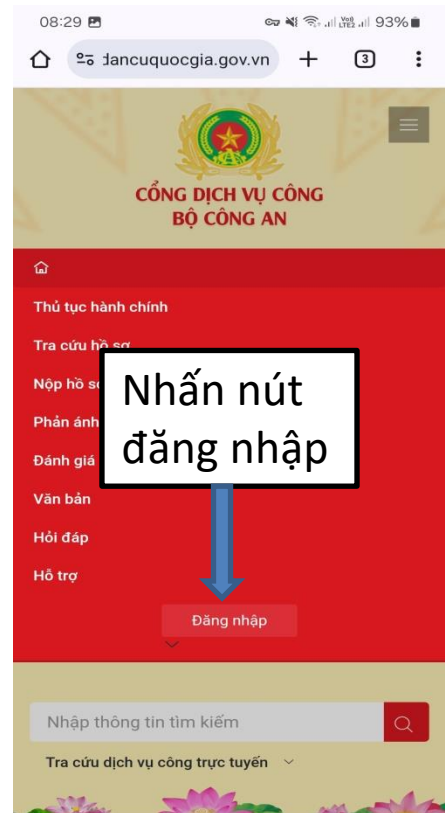 08:29
Vo)) LTE2 93%
dancuquocgia.gov.vn
3
CỔNG DỊCH VỤ CÔNG
BỘ CÔNG AN
Thủ tục hành chính
Tra cứu hồ sơ
Nộp hồ sơ
Phản ánh
Đánh giá
Văn bản
Hỏi đáp
Hỗ trợ
Nhấn nút
đăng nhập
Đăng nhập
Nhập thông tin tìm kiếm
Tra cứu dịch vụ công trực tuyến